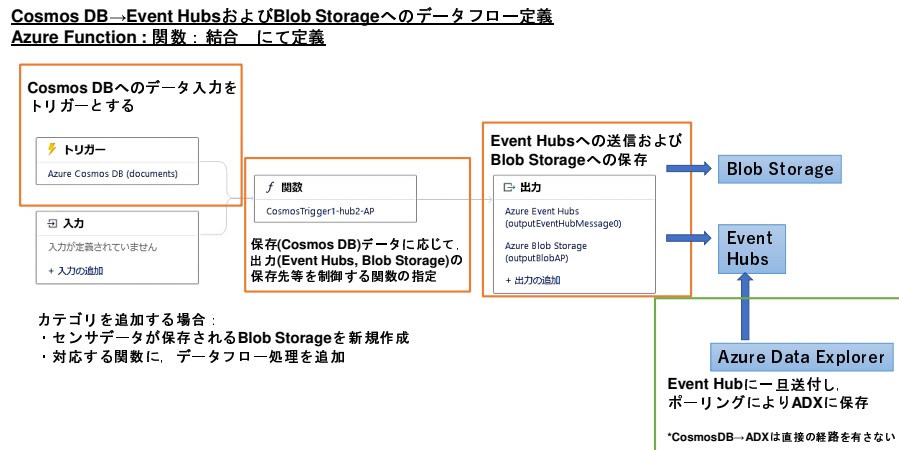 Cosmos DB→Event HubsおよびBlob Storageへのデータフロー定義
Azure Function : 関数：結合　にて定義
Cosmos DBへのデータ入力を
トリガーとする
トリガー
Azure Cosmos DB (documents)
入力
入力が定義されていません
+ 入力の追加
f 関数
CosmosTrigger1-hub2-AP
保存(Cosmos DB)データに応じて,
出力(Event Hubs, Blob Storage)の
保存先等を制御する関数の指定
Event Hubsへの送信および
Blob Storageへの保存
出力
Azure Event Hubs
(outputEventHubMessage0)
Azure Blob Storage
(outputBlobAP)
+ 出力の追加
Blob Storage
Event
Hubs
Azure Data Explorer
Event Hubに一旦送付し,
ポーリングによりADXに保存
*CosmosDB→ADXは直接の経路を有さない
カテゴリを追加する場合：
・センサデータが保存されるBlob Storageを新規作成
・対応する関数に，データフロー処理を追加